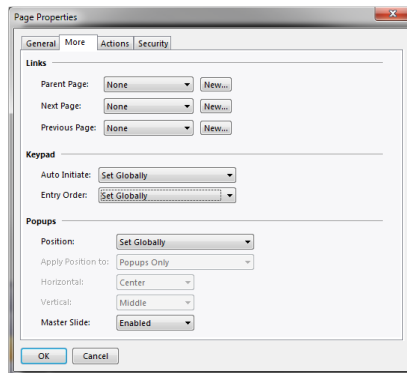 Page Properties
General More Actions Security
Links
Parent Page: None New...
Next Page: None New...
Previous Page: None New...
Keypad
Auto Initiate: Set Globally
Entry Order: Set Globally
Popups
Position: Set Globally
Apply Position to: Popups Only
Horizontal: Center
Vertical: Middle
Master Slide: Enabled
OK Cancel